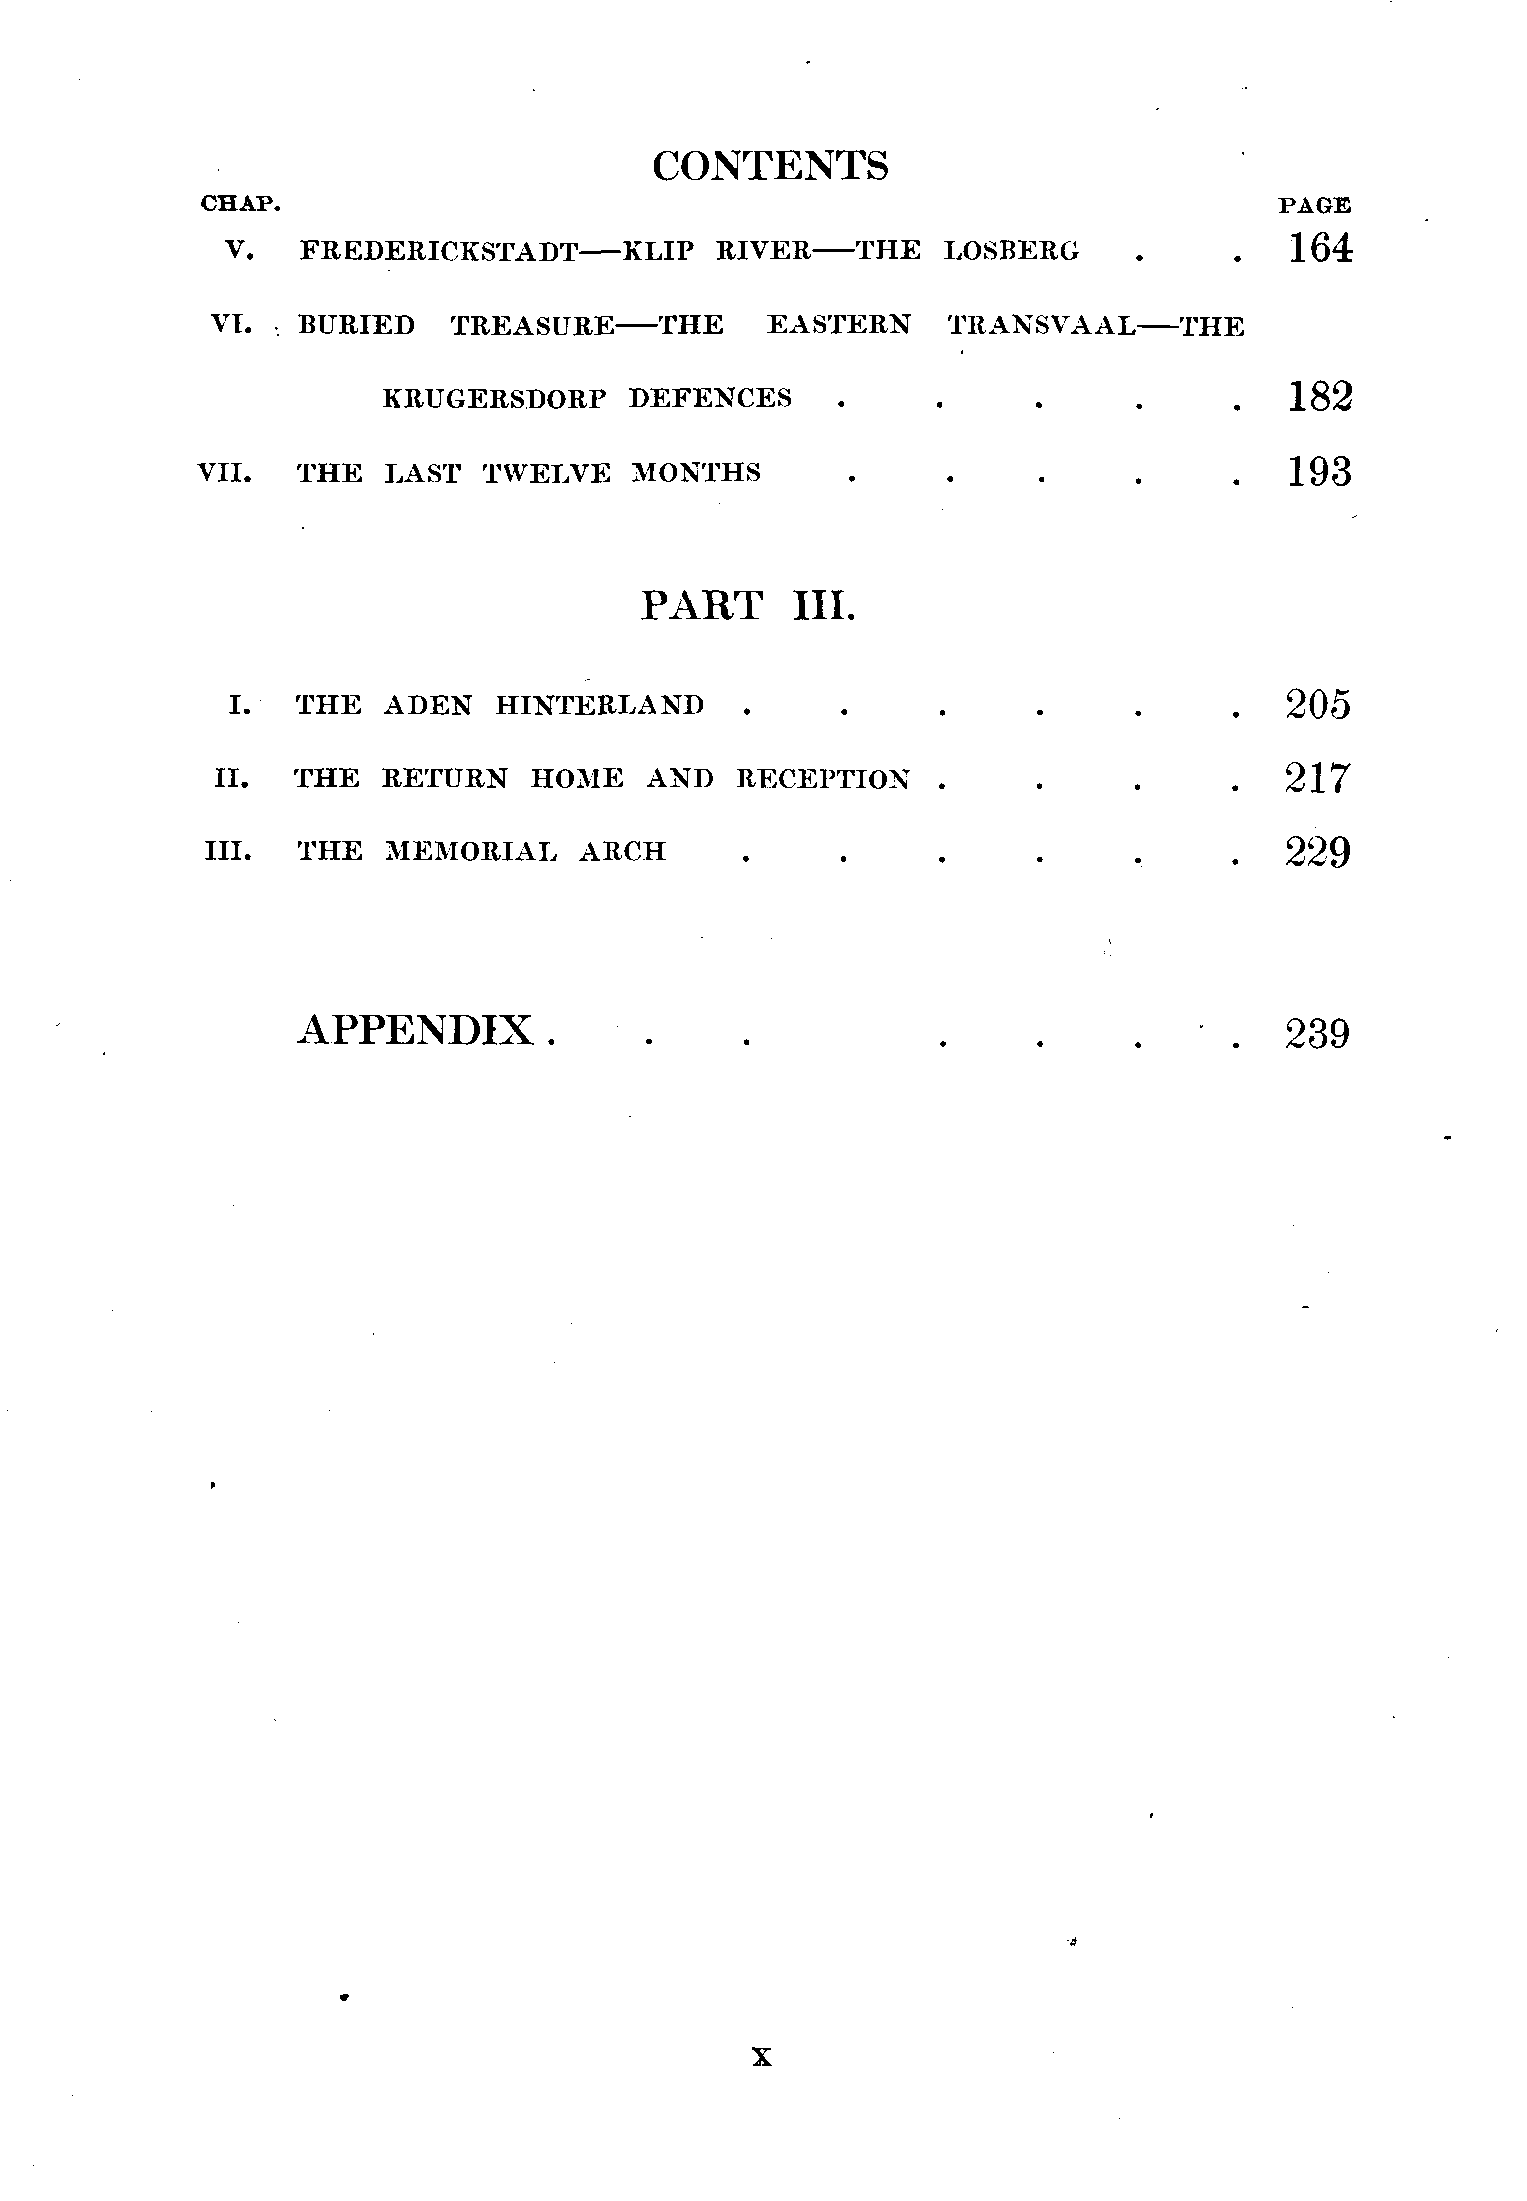 CONTENTS
CHAP. PAGE
V. FREDERICKSTADT—KLIP RIVER—THE LOSBERG . . 164
VI. BURIED TREASURE—THE EASTERN TRANSVAAL—THE
KRUGERSDORP DEFENCES . . . . . 182
VII. THE LAST TWELVE MONTHS . . . . . 193
PART III.
I. THE ADEN HINTERLAND . . . . . . 205
II. THE RETURN HOME AND RECEPTION . . . . 217
III. THE MEMORIAL ARCH . . . . . . 229
APPENDIX . . . . . . . 239
x